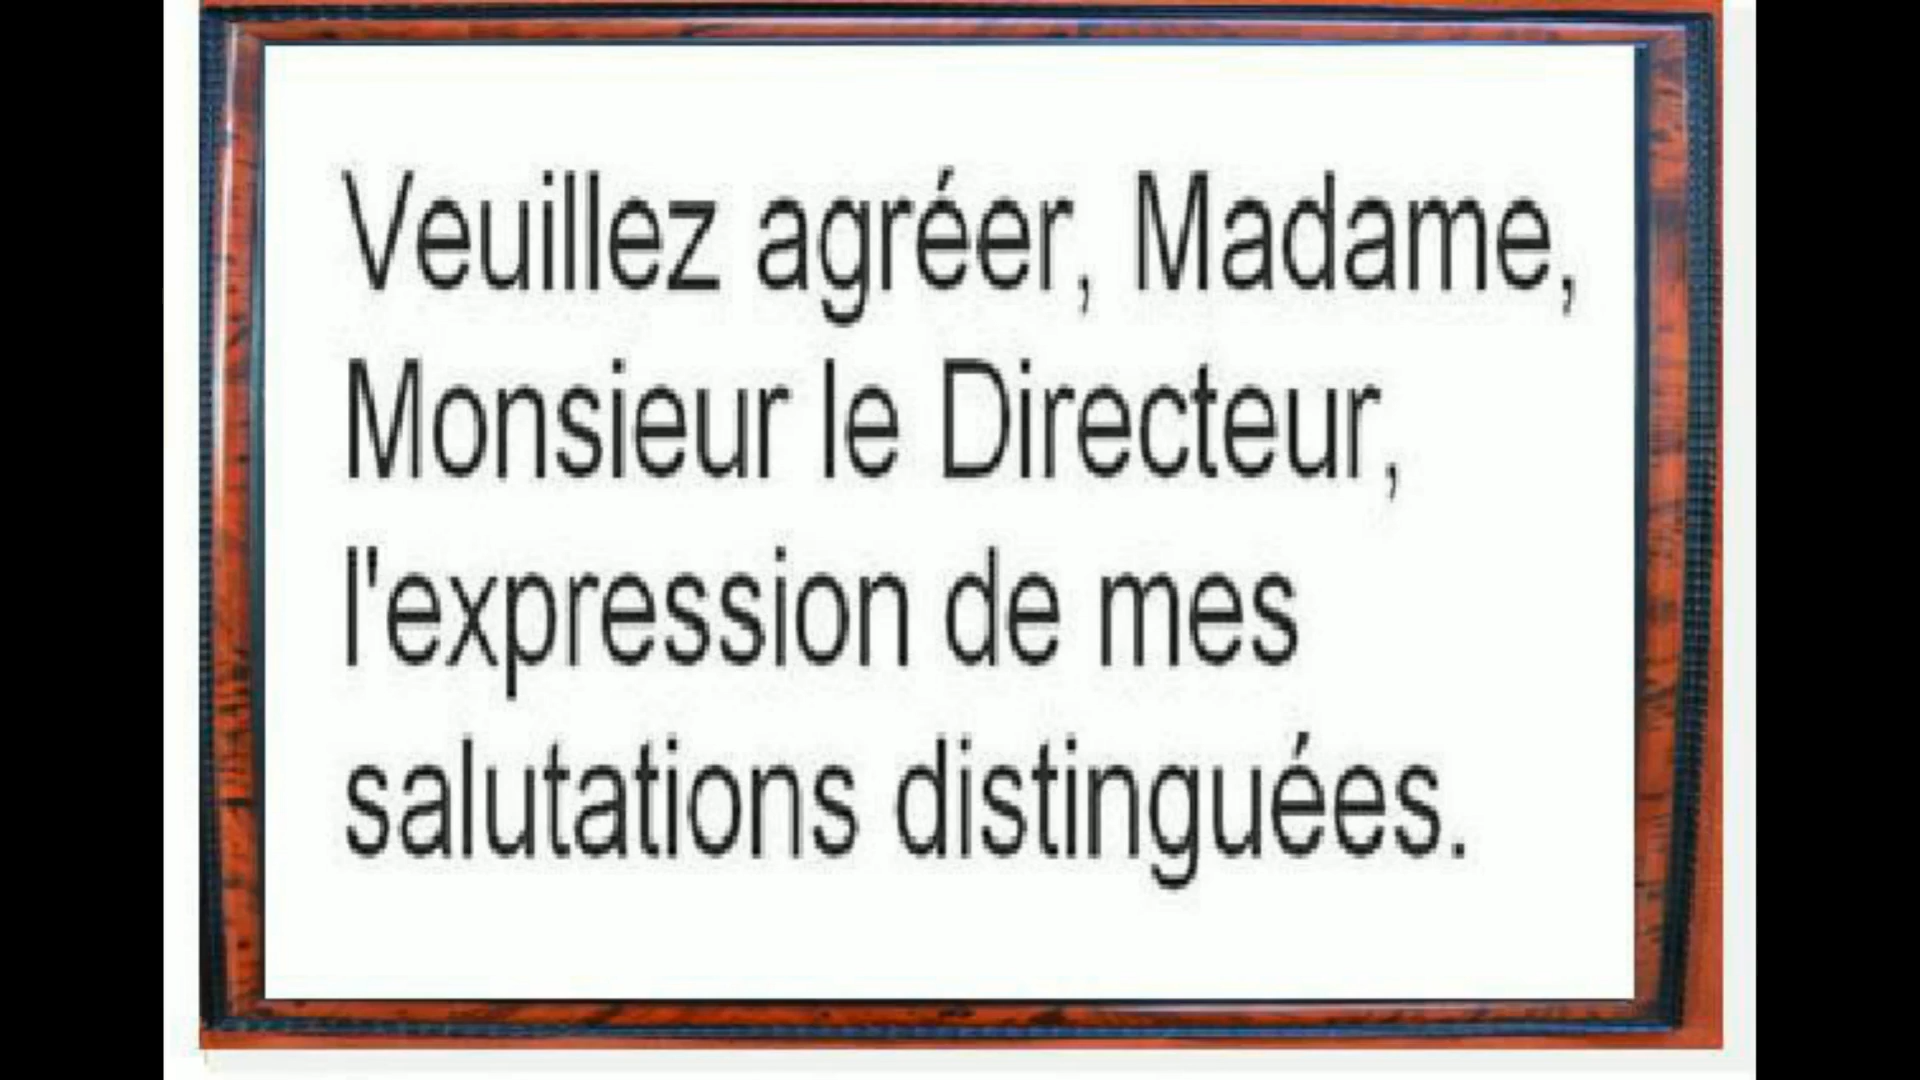 Veuillez agréer, Madame,
Monsieur le Directeur,
l'expression de mes
salutations distinguées.